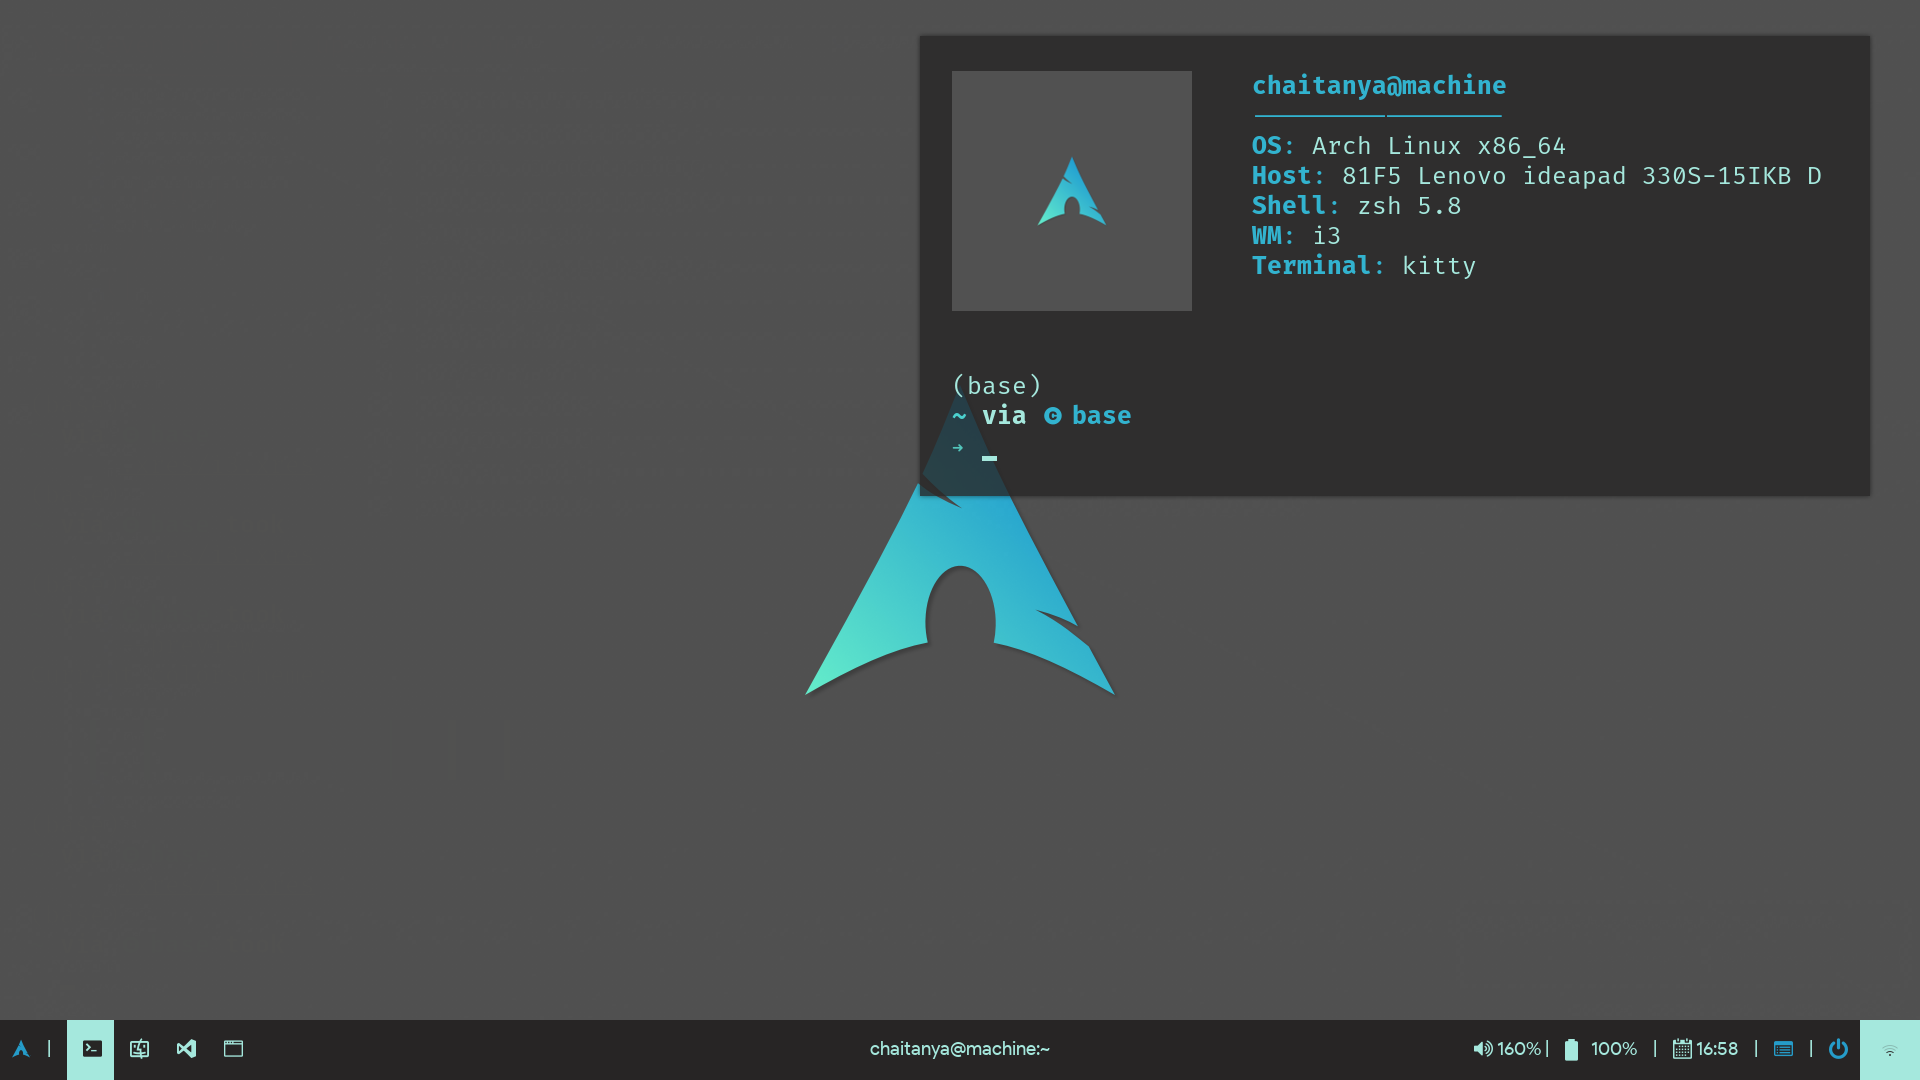 chaitanya@machine
OS: Arch Linux x86_64
Host: 81F5 Lenovo ideapad 330S-15IKB D
Shell: zsh 5.8
WM: i3
Terminal: kitty
(base)
~ via © base
➜
| chaitanya@machine:~ 160% | 100% | 16:58 | |